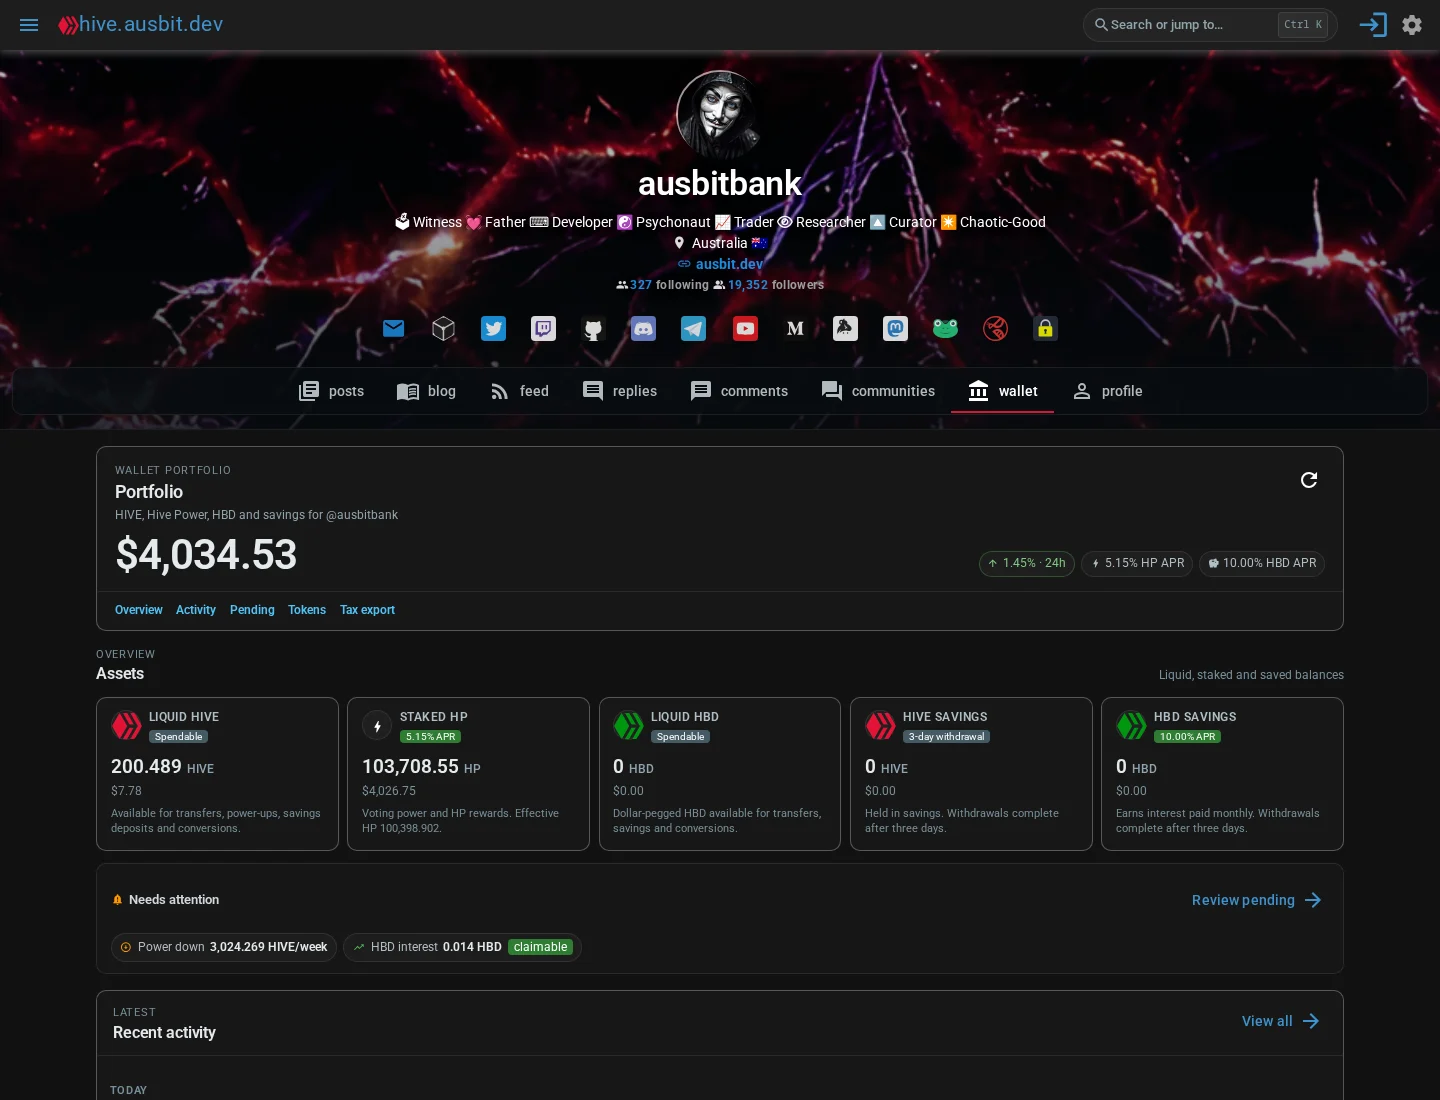 hive.ausbit.dev
Search or jump to...
Ctrl K
ausbitbank
Witness 💓 Father ⌨ Developer ☯ Psychonaut 📈 Trader 👁 Researcher 🔼 Curator ✴ Chaotic-Good
Australia 🇦🇺
ausbit.dev
327 following 19,352 followers
posts
blog
feed
replies
comments
communities
wallet
profile
WALLET PORTFOLIO
Portfolio
HIVE, Hive Power, HBD and savings for @ausbitbank
$4,034.53
1.45% · 24h
5.15% HP APR
10.00% HBD APR
Overview
Activity
Pending
Tokens
Tax export
OVERVIEW
Assets
Liquid, staked and saved balances
LIQUID HIVE
Spendable
200.489 HIVE
$7.78
Available for transfers, power-ups, savings
deposits and conversions.
STAKED HP
5.15% APR
103,708.55 HP
$4,026.75
Voting power and HP rewards. Effective
HP 100,398.902.
LIQUID HBD
Spendable
0 HBD
$0.00
Dollar-pegged HBD available for transfers,
savings and conversions.
HIVE SAVINGS
3-day withdrawal
0 HIVE
$0.00
Held in savings. Withdrawals complete
after three days.
HBD SAVINGS
10.00% APR
0 HBD
$0.00
Earns interest paid monthly. Withdrawals
complete after three days.
Needs attention
Review pending
Power down 3,024.269 HIVE/week
HBD interest 0.014 HBD claimable
LATEST
Recent activity
View all
TODAY